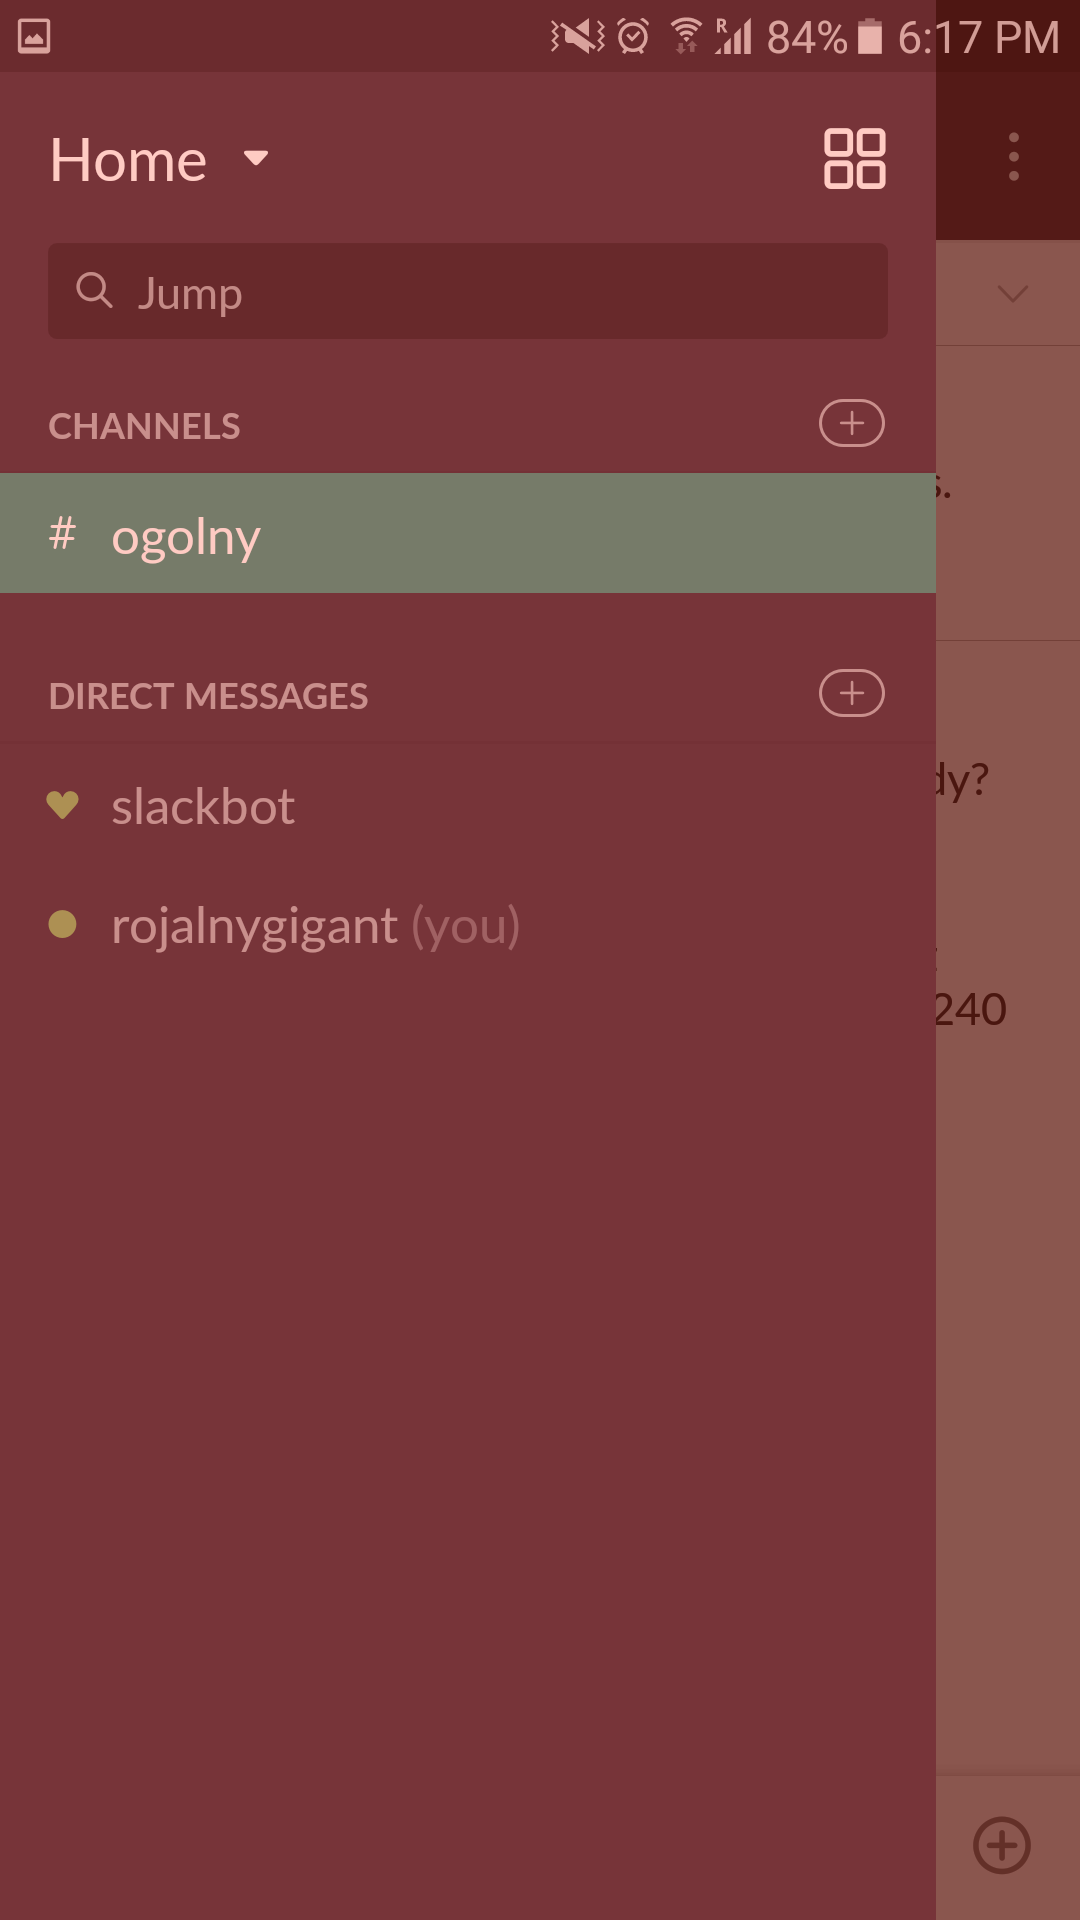 R 84% 6:17 PM
Home
Jump
CHANNELS
s.
# ogolny
DIRECT MESSAGES
dy?
slackbot
rojalnygigant (you)
240